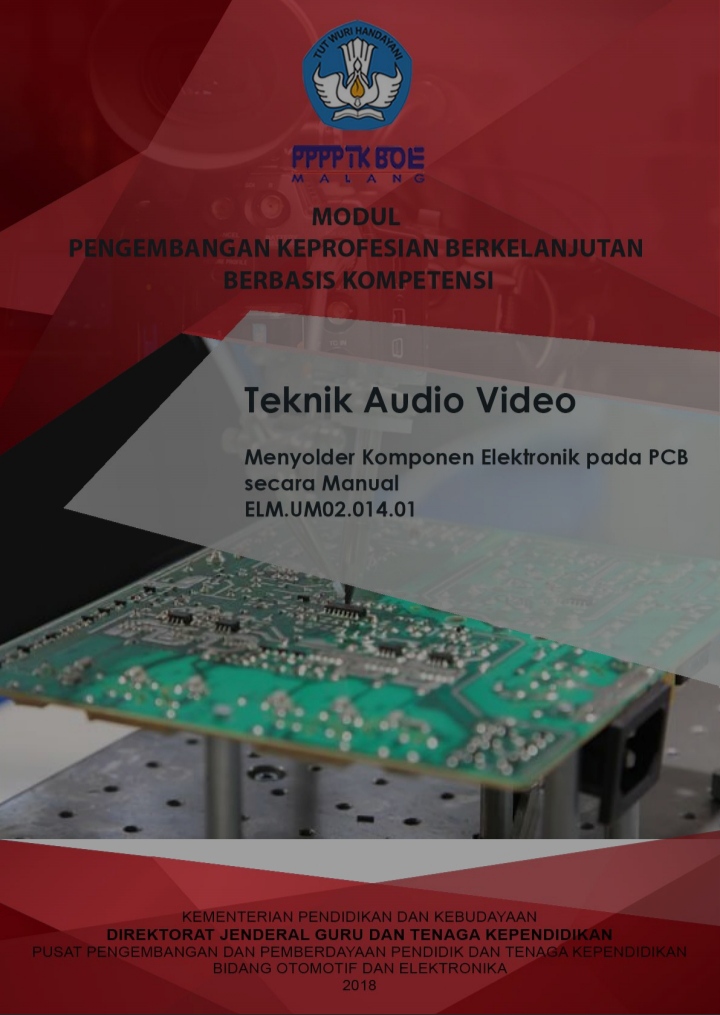 TUT WURI HANDAYANI
PPPPTK BOE
MALANG
MODUL
PENGEMBANGAN KEPROFESIAN BERKELANJUTAN
BERBASIS KOMPETENSI
Teknik Audio Video
Menyolder Komponen Elektronik pada PCB
secara Manual
ELM.UM02.014.01
KEMENTERIAN PENDIDIKAN DAN KEBUDAYAAN
DIREKTORAT JENDERAL GURU DAN TENAGA KEPENDIDIKAN
PUSAT PENGEMBANGAN DAN PEMBERDAYAAN PENDIDIK DAN TENAGA KEPENDIDIKAN
BIDANG OTOMOTIF DAN ELEKTRONIKA
2018